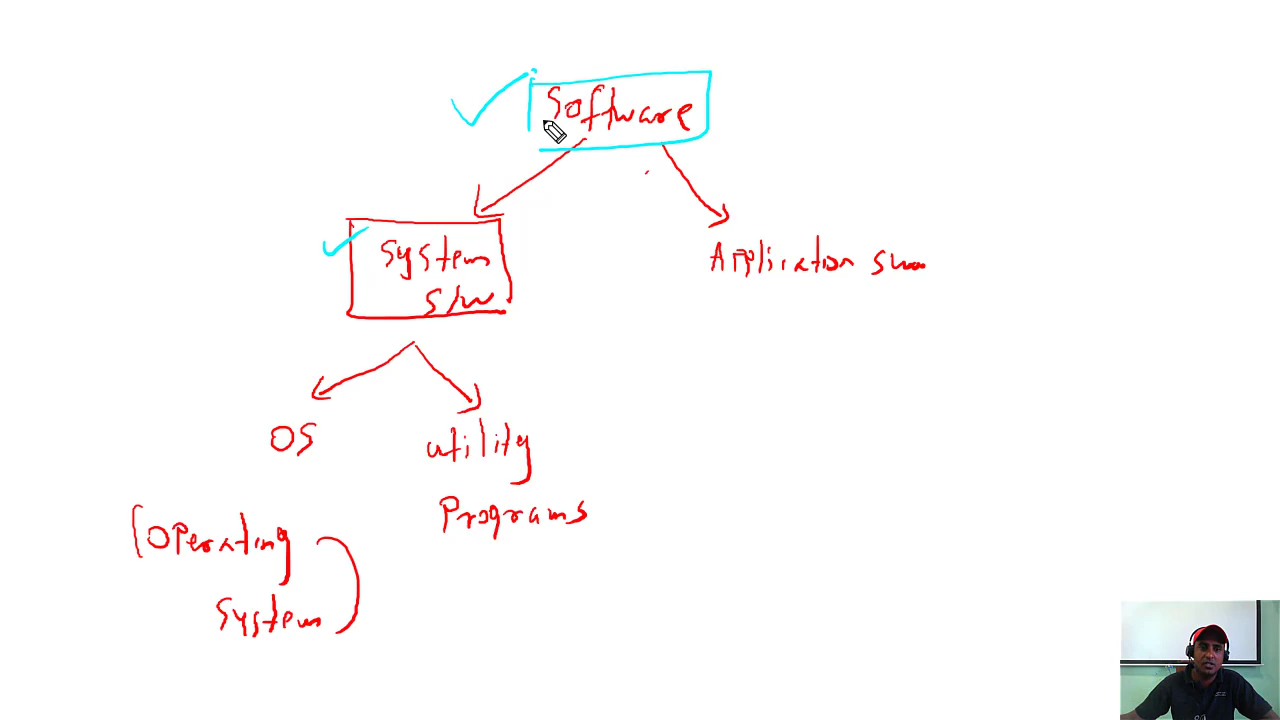 Software
System
S/W
Application
OS
utility
Programs
(Operating
System)